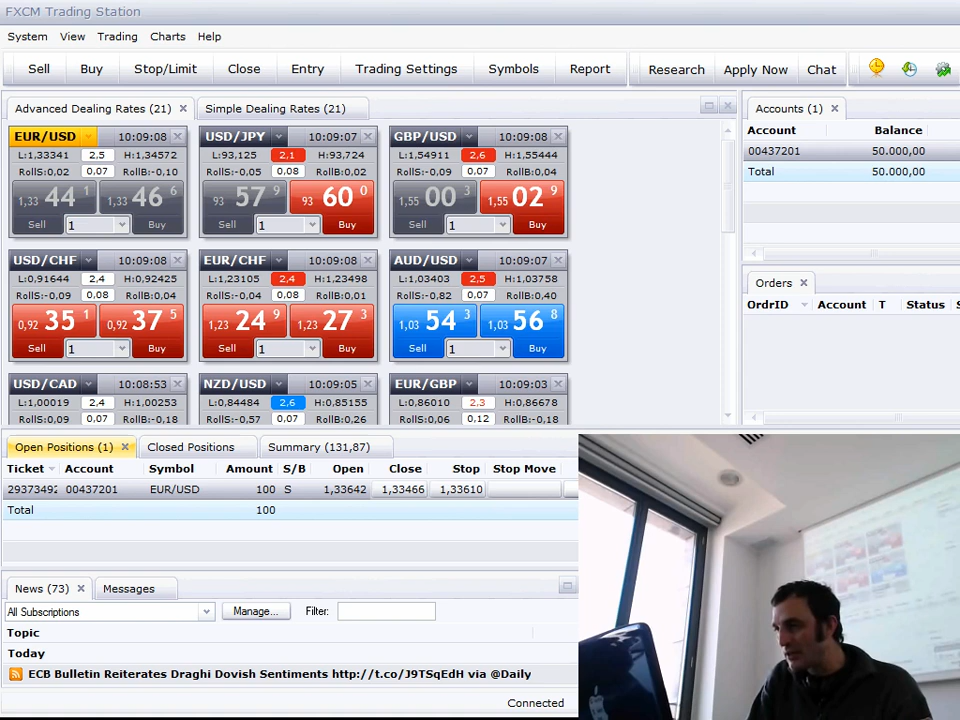 FXCM Trading Station
System View Trading Charts Help
Sell Buy Stop/Limit Close Entry Trading Settings Symbols Report Research Apply Now Chat
Advanced Dealing Rates (21) Simple Dealing Rates (21)
EUR/USD 10:09:08
L:1,33341 2,5 H:1,34572
RollS:0,02 0,07 RollB:-0,10
1,33 44 1 1,33 46 6
Sell 1 Buy
USD/JPY 10:09:07
L:93,125 2,1 H:93,724
RollS:-0,05 0,08 RollB:0,02
93 57 9 93 60 0
Sell 1 Buy
GBP/USD 10:09:08
L:1,54911 2,6 H:1,55444
RollS:-0,09 0,07 RollB:0,04
1,55 00 3 1,55 02 9
Sell 1 Buy
USD/CHF 10:09:08
L:0,91644 2,4 H:0,92425
RollS:-0,09 0,08 RollB:0,04
0,92 35 1 0,92 37 5
Sell 1 Buy
EUR/CHF 10:09:08
L:1,23105 2,4 H:1,23498
RollS:-0,04 0,08 RollB:0,01
1,23 24 9 1,23 27 3
Sell 1 Buy
AUD/USD 10:09:07
L:1,03403 2,5 H:1,03758
RollS:-0,82 0,07 RollB:0,40
1,03 54 3 1,03 56 8
Sell 1 Buy
USD/CAD 10:08:53
L:1,00019 2,4 H:1,00253
RollS:0,09 0,07 RollB:-0,18
NZD/USD 10:09:05
L:0,84484 2,6 H:0,85155
RollS:-0,57 0,07 RollB:0,26
EUR/GBP 10:09:03
L:0,86010 2,3 H:0,86678
RollS:0,06 0,12 RollB:-0,18
Accounts (1)
Account Balance
00437201 50.000,00
Total 50.000,00
Orders
OrdrID Account T Status S
Open Positions (1) Closed Positions Summary (131,87)
Ticket Account Symbol Amount S/B Open Close Stop Stop Move
2937349 00437201 EUR/USD 100 S 1,33642 1,33466 1,33610
Total 100
News (73) Messages
All Subscriptions Manage... Filter:
Topic
Today
ECB Bulletin Reiterates Draghi Dovish Sentiments http://t.co/J9TSqEdH via @Daily
Connected